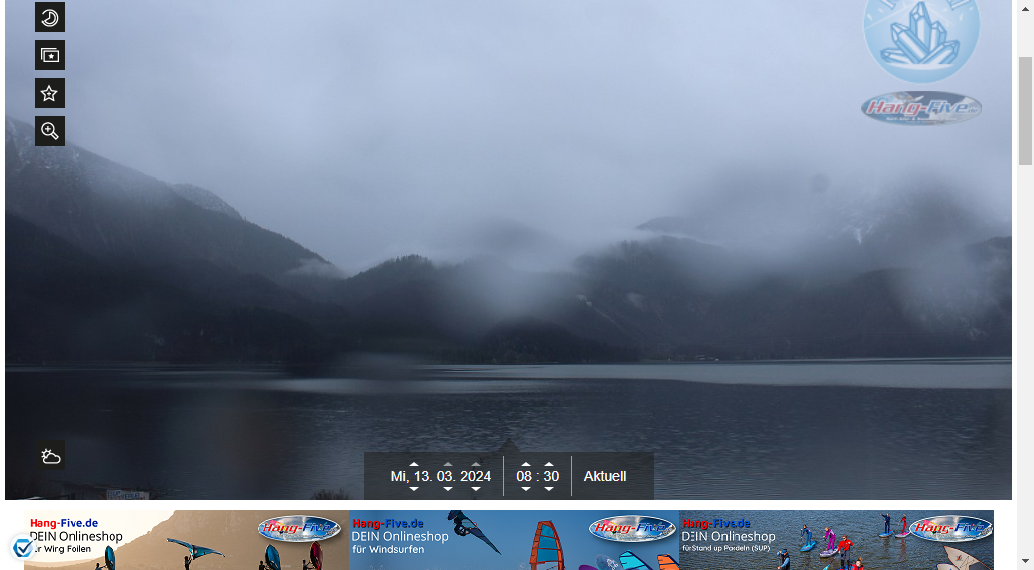 Hang-Five
Mi, 13. 03. 2024 08 : 30 Aktuell
Hang-Five.de
DEIN Onlineshop
für Wing Foilen
Hang-Five
Hang-Five.de
DEIN Onlineshop
für Windsurfen
Hang-Five
Hang-Five.de
DEIN Onlineshop
für Stand up Paddeln (SUP)
Hang-Five